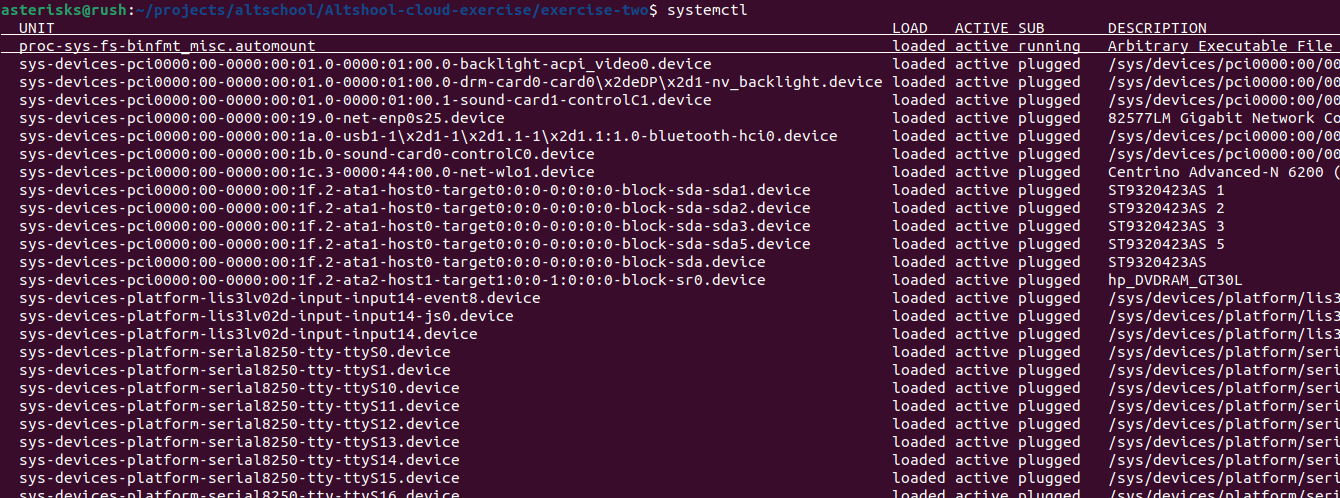 asterisks@rush:~/projects/altschool/Altshool-cloud-exercise/exercise-two$ systemctl
UNIT LOAD ACTIVE SUB DESCRIPTION
proc-sys-fs-binfmt_misc.automount loaded active running Arbitrary Executable File
sys-devices-pci0000:00-0000:00:01.0-0000:01:00.0-backlight-acpi_video0.device loaded active plugged /sys/devices/pci0000:00/00
sys-devices-pci0000:00-0000:00:01.0-0000:01:00.0-drm-card0-card0\x2deDP\x2d1-nv_backlight.device loaded active plugged /sys/devices/pci0000:00/00
sys-devices-pci0000:00-0000:00:01.0-0000:01:00.1-sound-card1-controlC1.device loaded active plugged /sys/devices/pci0000:00/00
sys-devices-pci0000:00-0000:00:19.0-net-enp0s25.device loaded active plugged 82577LM Gigabit Network Co
sys-devices-pci0000:00-0000:00:1a.0-usb1-1\x2d1-1\x2d1.1-1\x2d1.1:1.0-bluetooth-hci0.device loaded active plugged /sys/devices/pci0000:00/00
sys-devices-pci0000:00-0000:00:1b.0-sound-card0-controlC0.device loaded active plugged /sys/devices/pci0000:00/00
sys-devices-pci0000:00-0000:00:1c.3-0000:44:00.0-net-wlo1.device loaded active plugged Centrino Advanced-N 6200 (
sys-devices-pci0000:00-0000:00:1f.2-ata1-host0-target0:0:0-0:0:0:0-block-sda-sda1.device loaded active plugged ST9320423AS 1
sys-devices-pci0000:00-0000:00:1f.2-ata1-host0-target0:0:0-0:0:0:0-block-sda-sda2.device loaded active plugged ST9320423AS 2
sys-devices-pci0000:00-0000:00:1f.2-ata1-host0-target0:0:0-0:0:0:0-block-sda-sda3.device loaded active plugged ST9320423AS 3
sys-devices-pci0000:00-0000:00:1f.2-ata1-host0-target0:0:0-0:0:0:0-block-sda-sda5.device loaded active plugged ST9320423AS 5
sys-devices-pci0000:00-0000:00:1f.2-ata1-host0-target0:0:0-0:0:0:0-block-sda.device loaded active plugged ST9320423AS
sys-devices-pci0000:00-0000:00:1f.2-ata2-host1-target1:0:0-1:0:0:0-block-sr0.device loaded active plugged hp_DVDRAM_GT30L
sys-devices-platform-lis3lv02d-input-input14-event8.device loaded active plugged /sys/devices/platform/lis3
sys-devices-platform-lis3lv02d-input-input14-js0.device loaded active plugged /sys/devices/platform/lis3
sys-devices-platform-lis3lv02d-input-input14.device loaded active plugged /sys/devices/platform/lis3
sys-devices-platform-serial8250-tty-ttyS0.device loaded active plugged /sys/devices/platform/seri
sys-devices-platform-serial8250-tty-ttyS1.device loaded active plugged /sys/devices/platform/seri
sys-devices-platform-serial8250-tty-ttyS10.device loaded active plugged /sys/devices/platform/seri
sys-devices-platform-serial8250-tty-ttyS11.device loaded active plugged /sys/devices/platform/seri
sys-devices-platform-serial8250-tty-ttyS12.device loaded active plugged /sys/devices/platform/seri
sys-devices-platform-serial8250-tty-ttyS13.device loaded active plugged /sys/devices/platform/seri
sys-devices-platform-serial8250-tty-ttyS14.device loaded active plugged /sys/devices/platform/seri
sys-devices-platform-serial8250-tty-ttyS15.device loaded active plugged /sys/devices/platform/seri
sys-devices-platform-serial8250-tty-ttyS16.device loaded active plugged /sys/devices/platform/seri